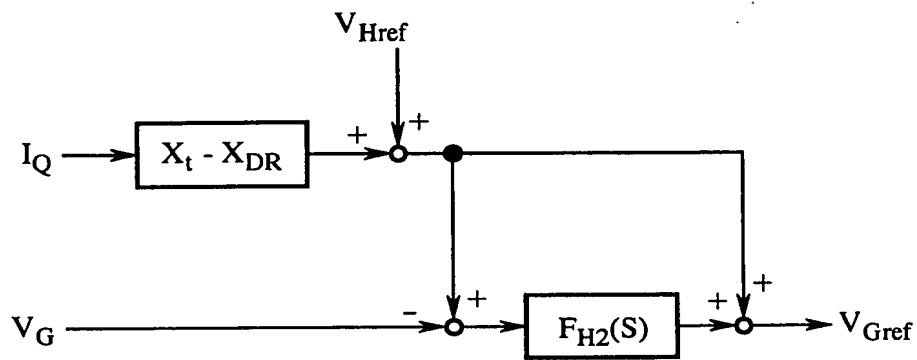 V_Href
+
+
I_Q
X_t - X_DR
+
+
-
+
+
V_G
F_H2(S)
V_Gref